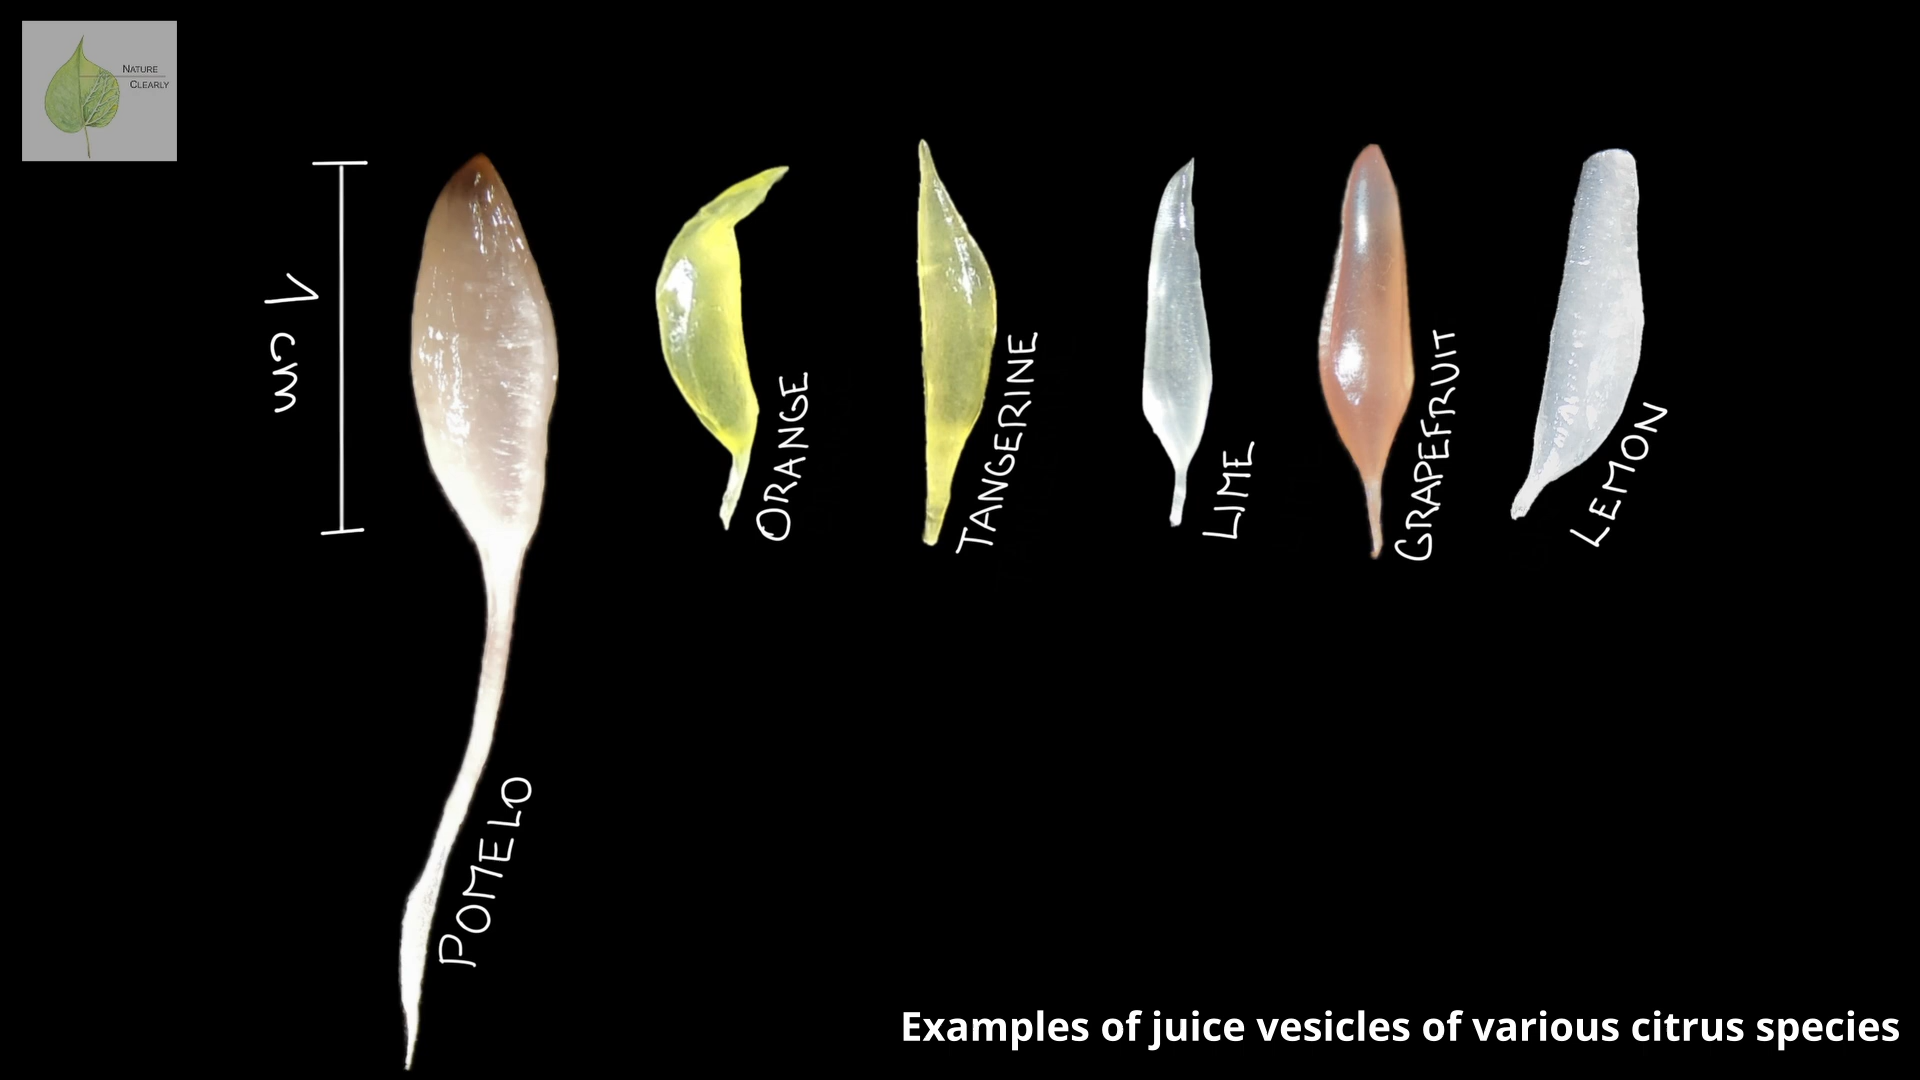 NATURE
CLEARLY
1 cm
POMELO
ORANGE
TANGERINE
LIME
GRAPEFRUIT
LEMON
Examples of juice vesicles of various citrus species